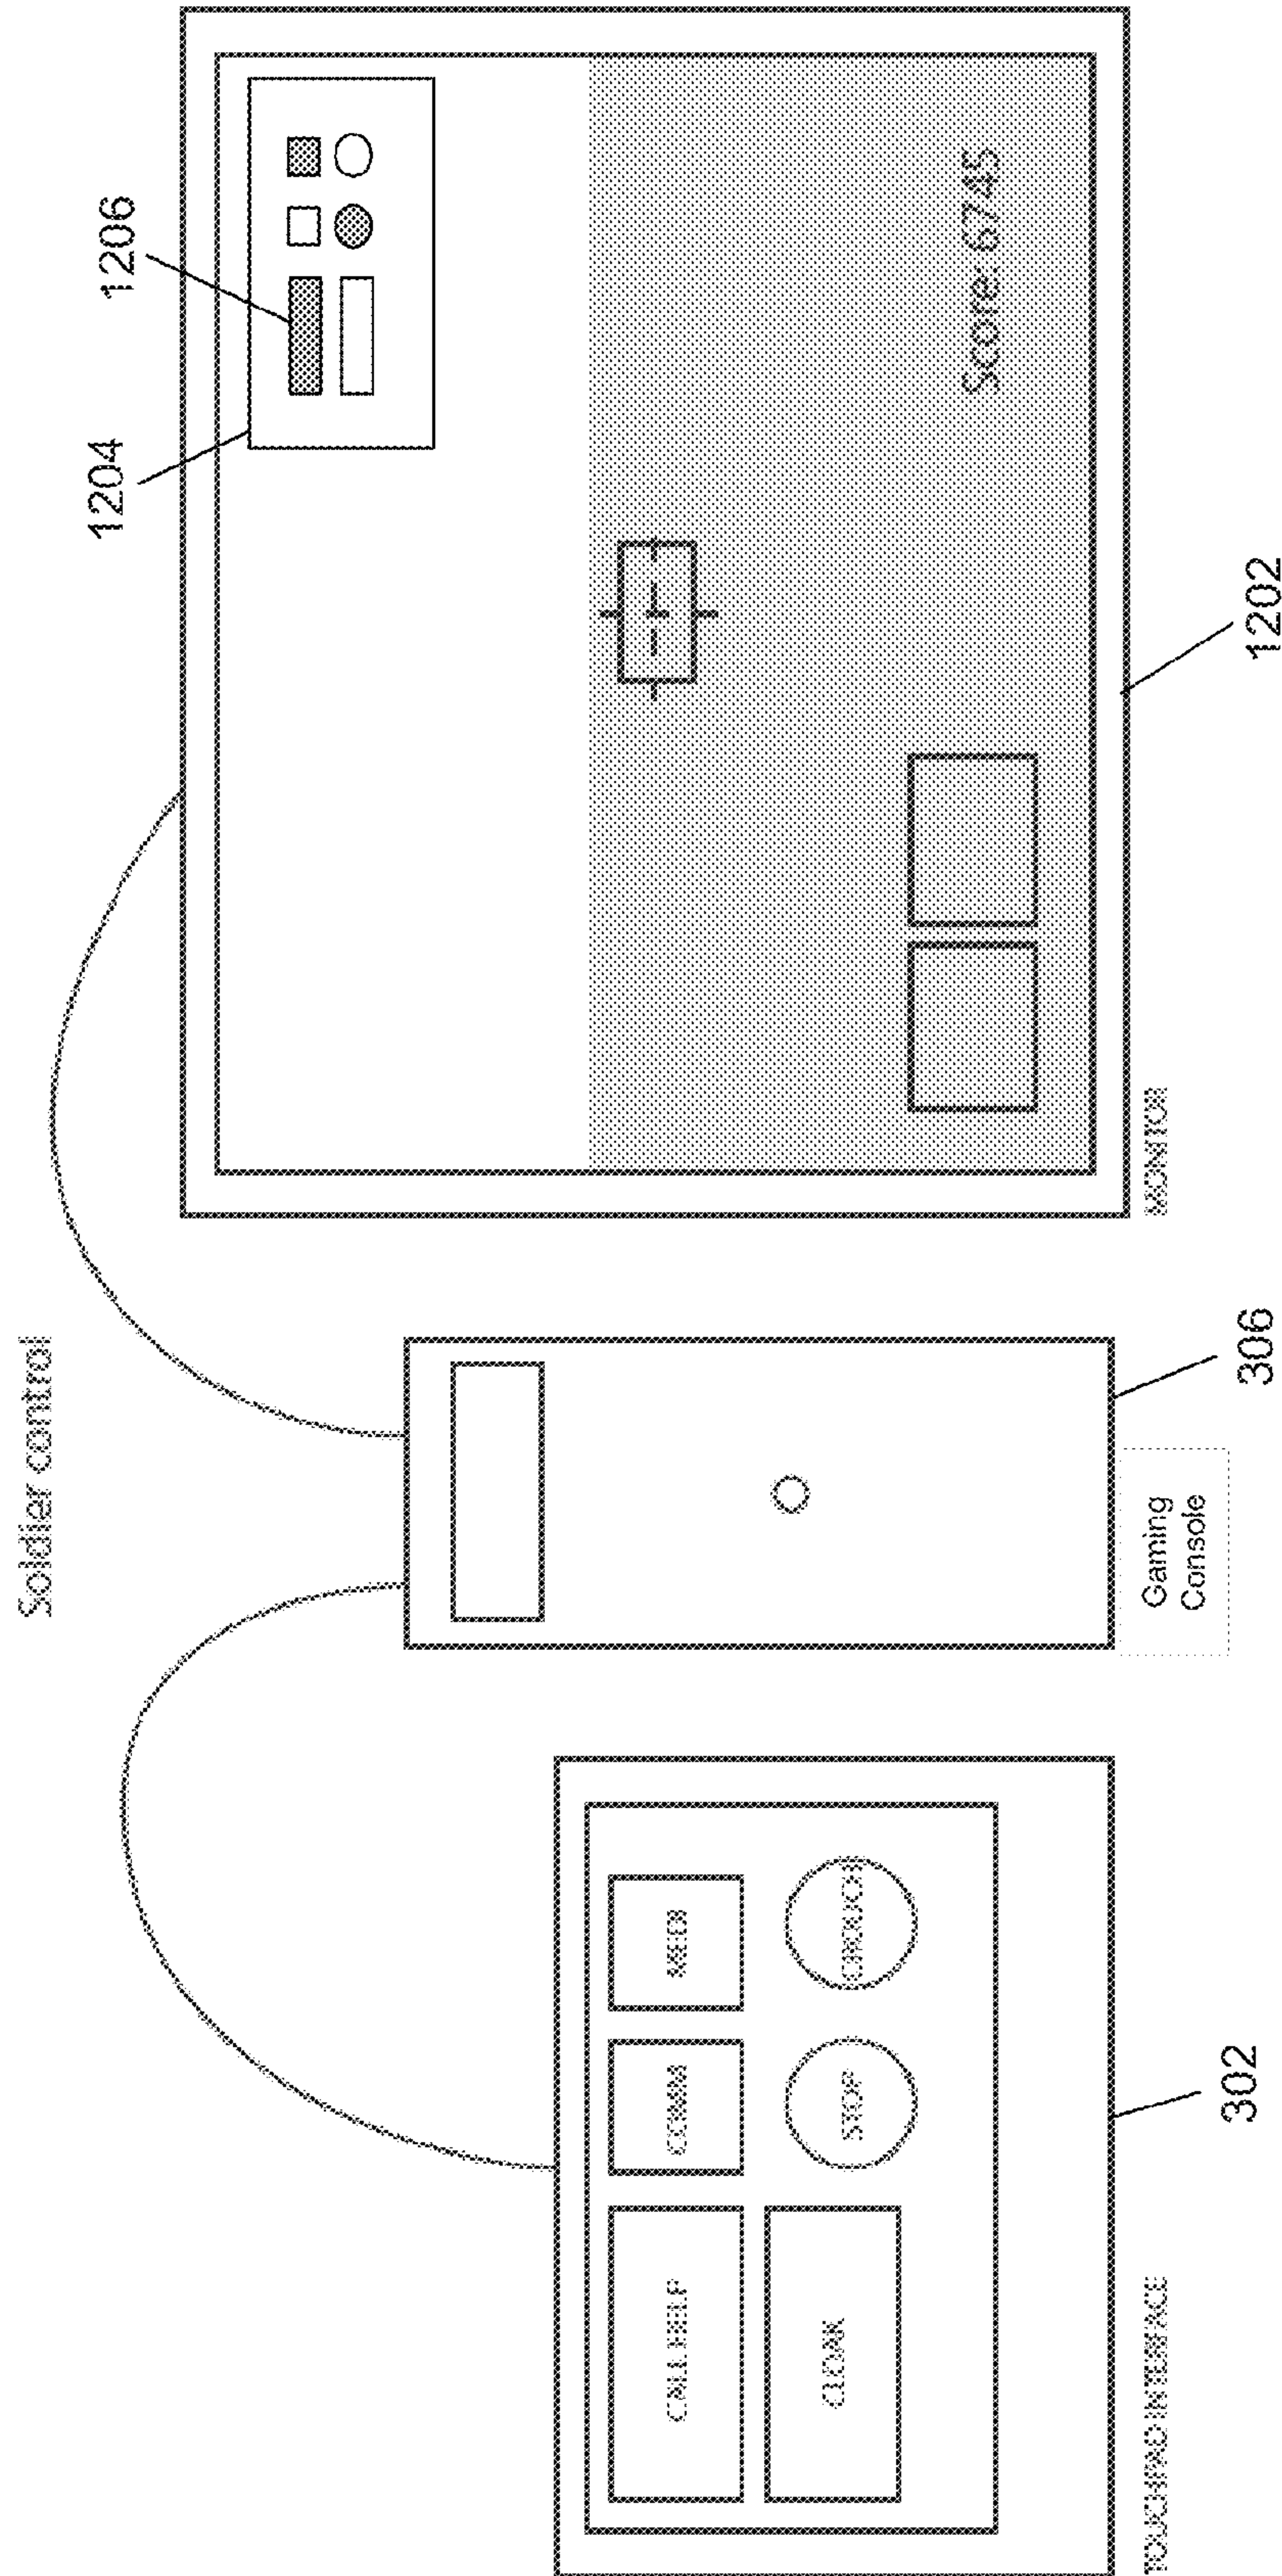 Soldier control
CALL HELP
COMM
MEDI
CLOAK
STOP
CROUCH
TOUCHPAD INTERFACE
302
Gaming
Console
306
1204
1206
Score: 6745
MONITOR
1202